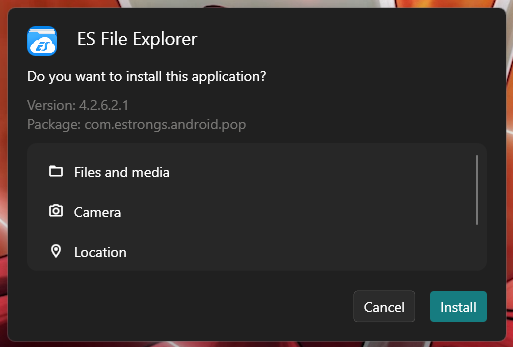 ES
ES File Explorer
Do you want to install this application?
Version: 4.2.6.2.1
Package: com.estrongs.android.pop
Files and media
Camera
Location
Cancel
Install